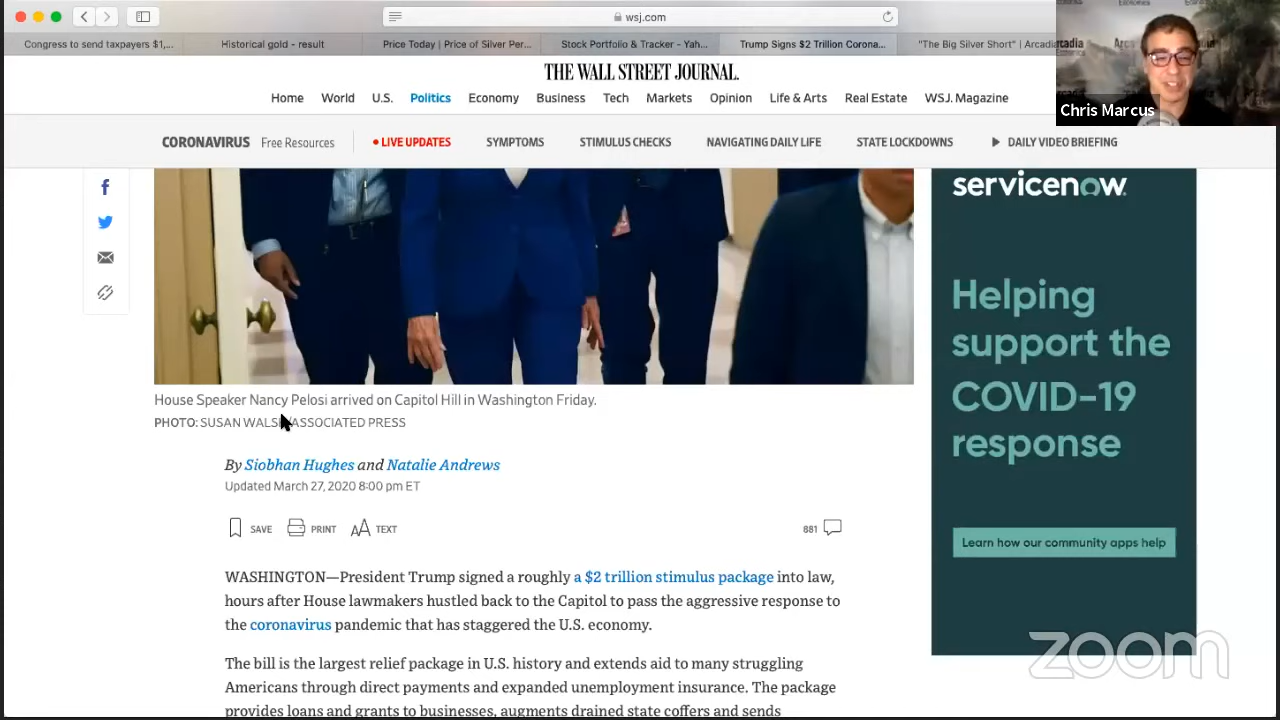 wsj.com
Congress to send taxpayers $1,...
Historical gold - result
Price Today | Price of Silver Per...
Stock Portfolio & Tracker - Yah...
Trump Signs $2 Trillion Corona...
"The Big Silver Short" | Arcadia
Chris Marcus
THE WALL STREET JOURNAL.
Home World U.S. Politics Economy Business Tech Markets Opinion Life & Arts Real Estate WSJ. Magazine
CORONAVIRUS Free Resources LIVE UPDATES SYMPTOMS STIMULUS CHECKS NAVIGATING DAILY LIFE STATE LOCKDOWNS DAILY VIDEO BRIEFING
servicenow
Helping
support the
COVID-19
response
Learn how our community apps help
House Speaker Nancy Pelosi arrived on Capitol Hill in Washington Friday.
PHOTO: SUSAN WALSH/ASSOCIATED PRESS
By Siobhan Hughes and Natalie Andrews
Updated March 27, 2020 8:00 pm ET
SAVE PRINT AA TEXT
881
WASHINGTON—President Trump signed a roughly a $2 trillion stimulus package into law,
hours after House lawmakers hustled back to the Capitol to pass the aggressive response to
the coronavirus pandemic that has staggered the U.S. economy.
The bill is the largest relief package in U.S. history and extends aid to many struggling
Americans through direct payments and expanded unemployment insurance. The package
provides loans and grants to businesses, augments drained state coffers and sends
zoom